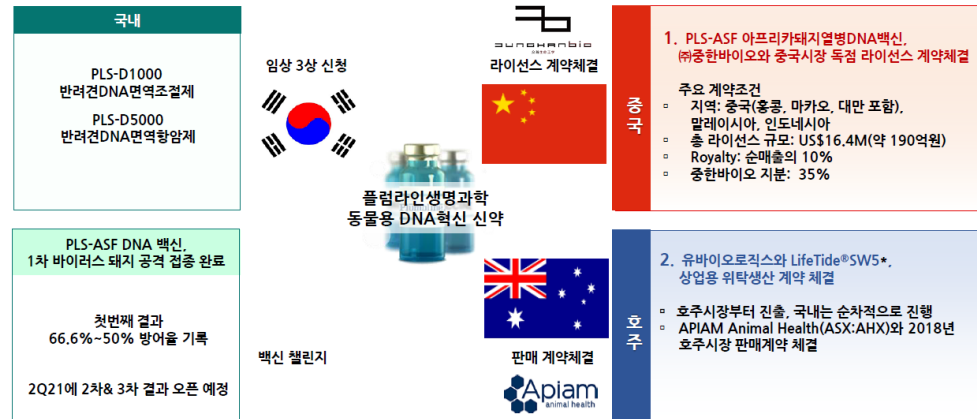 국내
PLS-D1000
반려견DNA면역조절제
PLS-D5000
반려견DNA면역항암제
임상 3상 신청
라이선스 계약체결
중국
1. PLS-ASF 아프리카돼지열병DNA백신,
㈜중한바이오와 중국시장 독점 라이선스 계약체결
주요 계약조건
▫ 지역: 중국(홍콩, 마카오, 대만 포함),
말레이시아, 인도네시아
▫ 총 라이선스 규모: US$16.4M(약 190억원)
▫ Royalty: 순매출의 10%
▫ 중한바이오 지분: 35%
플럼라인생명과학
동물용 DNA혁신 신약
PLS-ASF DNA 백신,
1차 바이러스 돼지 공격 접종 완료
첫번째 결과
66.6%~50% 방어율 기록
2Q21에 2차& 3차 결과 오픈 예정
백신 챌린지
판매 계약체결
Apiam
animal health
호주
2. 유바이오로직스와 LifeTide®SW5*,
상업용 위탁생산 계약 체결
▫ 호주시장부터 진출, 국내는 순차적으로 진행
▫ APIAM Animal Health(ASX:AHX)와 2018년
호주시장 판매계약 체결